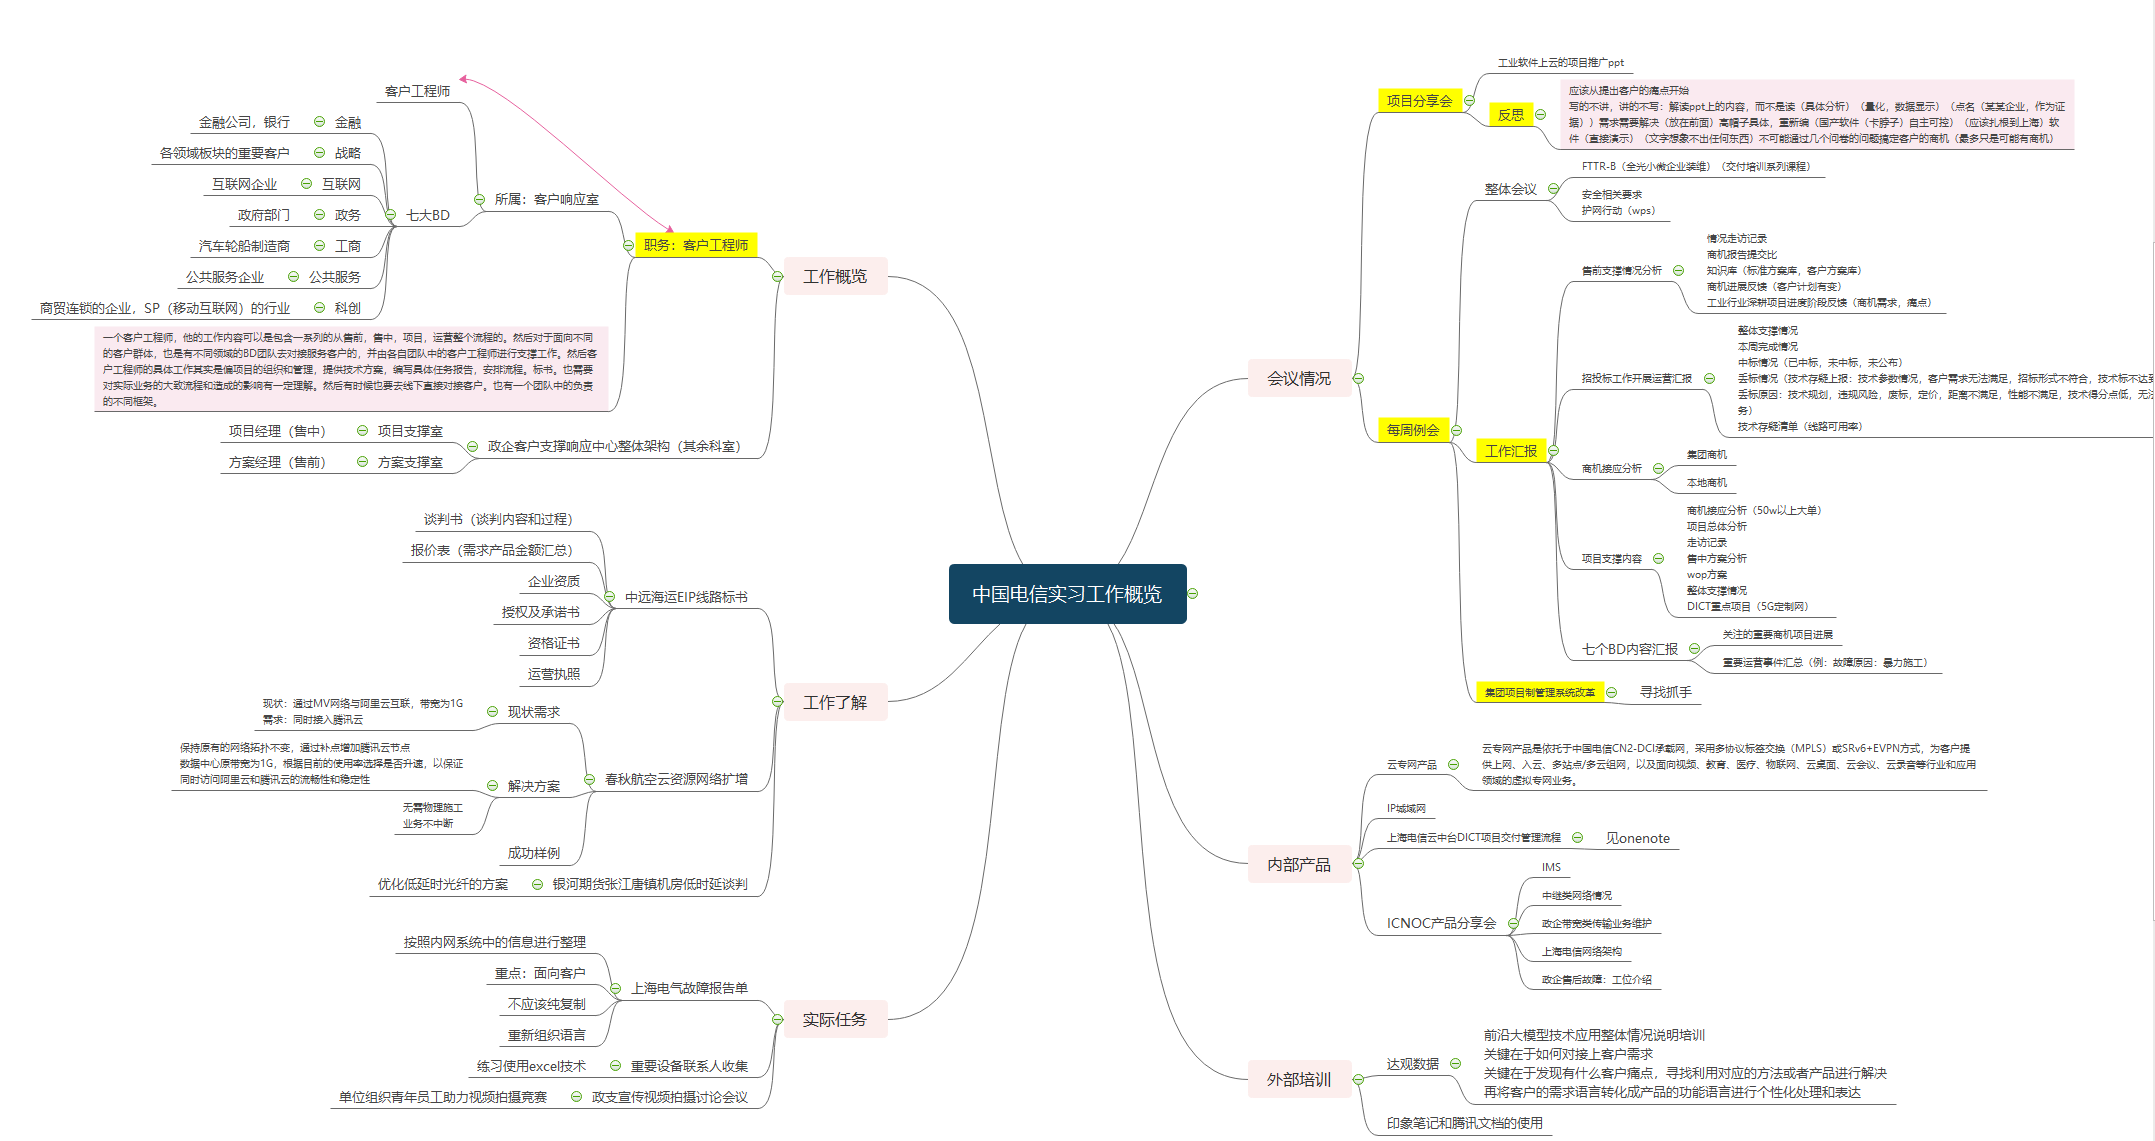 中国电信实习工作概览
工作概览
职务：客户工程师
所属：客户响应室
客户工程师
七大BD
金融
金融公司，银行
战略
各领域板块的重要客户
互联网
互联网企业
政务
政府部门
工商
汽车轮船制造商
公共服务
公共服务企业
科创
商贸连锁的企业，SP（移动互联网）的行业
一个客户工程师，他的工作内容可以是包含一系列的从售前，售中，项目，运营整个流程的。然后对于面向不同
的客户群体，也是有不同领域的BD团队去对接服务客户的，并由各自团队中的客户工程师进行支撑工作。然后客
户工程师的具体工作其实是偏项目的组织和管理，提供技术方案，编写具体任务报告，安排流程。标书。也需要
对实际业务的大致流程和造成的影响有一定理解。然后有时候也要去线下直接对接客户。也有一个团队中的负责
的不同框架。
政企客户支撑响应中心整体架构（其余科室）
项目支撑室
项目经理（售中）
方案支撑室
方案经理（售前）
工作了解
中远海运EIP线路标书
谈判书（谈判内容和过程）
报价表（需求产品金额汇总）
企业资质
授权及承诺书
资格证书
运营执照
春秋航空云资源网络扩增
现状需求
现状：通过MV网络与阿里云互联，带宽为1G
需求：同时接入腾讯云
解决方案
保持原有的网络拓扑不变，通过补点增加腾讯云节点
数据中心原带宽为1G，根据目前的使用率选择是否升速，以保证
同时访问阿里云和腾讯云的流畅性和稳定性
无需物理施工
业务不中断
成功样例
银河期货张江唐镇机房低时延谈判
优化低延时光纤的方案
实际任务
上海电气故障报告单
按照内网系统中的信息进行整理
重点：面向客户
不应该纯复制
重新组织语言
重要设备联系人收集
练习使用excel技术
政支宣传视频拍摄讨论会议
单位组织青年员工助力视频拍摄竞赛
会议情况
项目分享会
工业软件上云的项目推广ppt
反思
应该从提出客户的痛点开始
写的不讲，讲的不写：解读ppt上的内容，而不是读（具体分析）（量化，数据显示）（点名（某某企业，作为证
据））需求需要解决（放在前面）高帽子具体，重新编（国产软件（卡脖子）自主可控）（应该扎根到上海）软
件（直接演示）（文字想象不出任何东西）不可能通过几个问卷的问题搞定客户的商机（最多只是可能有商机）
每周例会
整体会议
FTTR-B（全光小微企业装维）（交付培训系列课程）
安全相关要求
护网行动（wps）
工作汇报
售前支撑情况分析
情况走访记录
商机报告提交比
知识库（标准方案库，客户方案库）
商机进展反馈（客户计划有变）
工业行业深耕项目进度阶段反馈（商机需求，痛点）
招投标工作开展运营汇报
整体支撑情况
本周完成情况
中标情况（已中标，未中标，未公布）
丢标情况（技术存疑上报：技术参数情况，客户需求无法满足，招标形式不符合，技术标不达到
丢标原因：技术规划，违规风险，废标，定价，距离不满足，性能不满足，技术得分点低，无法
务）
技术存疑清单（线路可用率）
商机接应分析
集团商机
本地商机
项目支撑内容
商机接应分析（50w以上大单）
项目总体分析
走访记录
售中方案分析
wop方案
整体支撑情况
DICT重点项目（5G定制网）
七个BD内容汇报
关注的重要商机项目进展
重要运营事件汇总（例：故障原因：暴力施工）
集团项目制管理系统改革
寻找抓手
内部产品
云专网产品
云专网产品是依托于中国电信CN2-DCI承载网，采用多协议标签交换（MPLS）或SRv6+EVPN方式，为客户提
供上网、入云、多站点/多云组网，以及面向视频、教育、医疗、物联网、云桌面、云会议、云录音等行业和应用
领域的虚拟专网业务。
IP城域网
上海电信云中台DICT项目交付管理流程
见onenote
ICNOC产品分享会
IMS
中继类网络情况
政企带宽类传输业务维护
上海电信网络架构
政企售后故障：工位介绍
外部培训
达观数据
前沿大模型技术应用整体情况说明培训
关键在于如何对接上客户需求
关键在于发现有什么客户痛点，寻找利用对应的方法或者产品进行解决
再将客户的需求语言转化成产品的功能语言进行个性化处理和表达
印象笔记和腾讯文档的使用